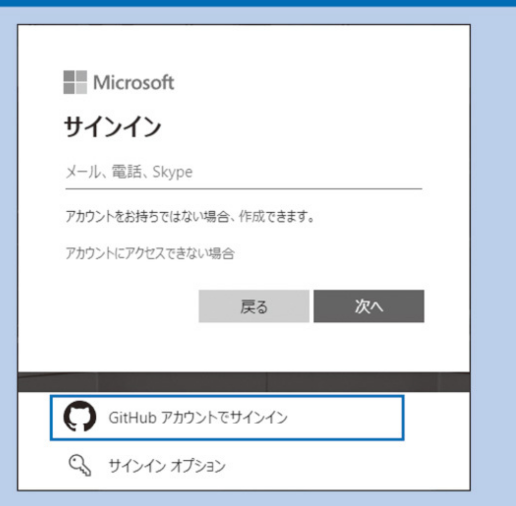 Microsoft
サインイン
メール、電話、Skype
アカウントをお持ちではない場合、作成できます。
アカウントにアクセスできない場合
戻る 次へ
GitHub アカウントでサインイン
サインイン オプション